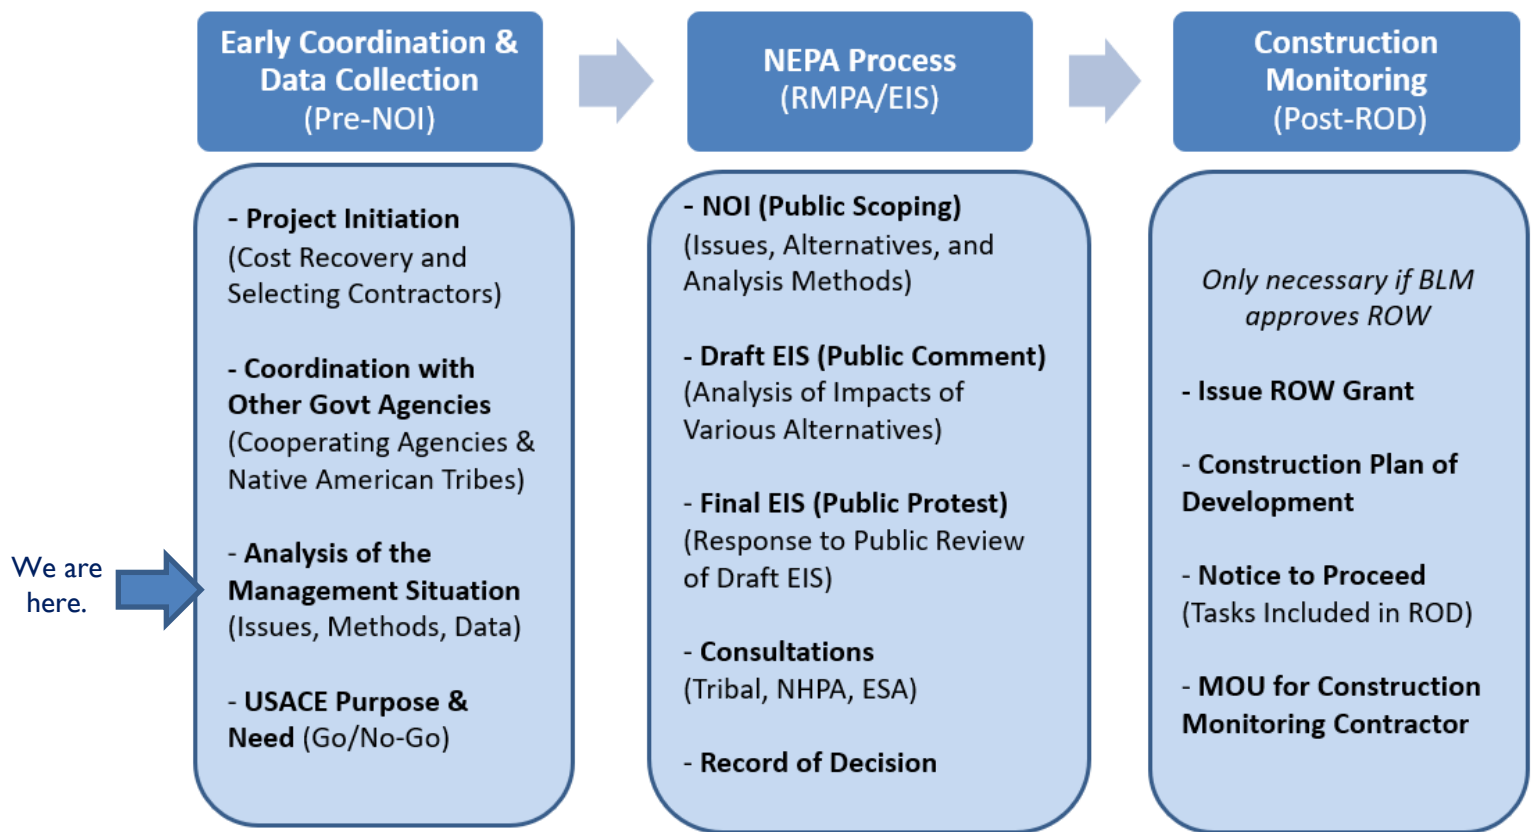 Early Coordination &
Data Collection
(Pre-NOI)
- Project Initiation
(Cost Recovery and
Selecting Contractors)
- Coordination with
Other Govt Agencies
(Cooperating Agencies &
Native American Tribes)
We are
here.
- Analysis of the
Management Situation
(Issues, Methods, Data)
- USACE Purpose &
Need (Go/No-Go)
NEPA Process
(RMPA/EIS)
- NOI (Public Scoping)
(Issues, Alternatives, and
Analysis Methods)
- Draft EIS (Public Comment)
(Analysis of Impacts of
Various Alternatives)
- Final EIS (Public Protest)
(Response to Public Review
of Draft EIS)
- Consultations
(Tribal, NHPA, ESA)
- Record of Decision
Construction
Monitoring
(Post-ROD)
Only necessary if BLM
approves ROW
- Issue ROW Grant
- Construction Plan of
Development
- Notice to Proceed
(Tasks Included in ROD)
- MOU for Construction
Monitoring Contractor